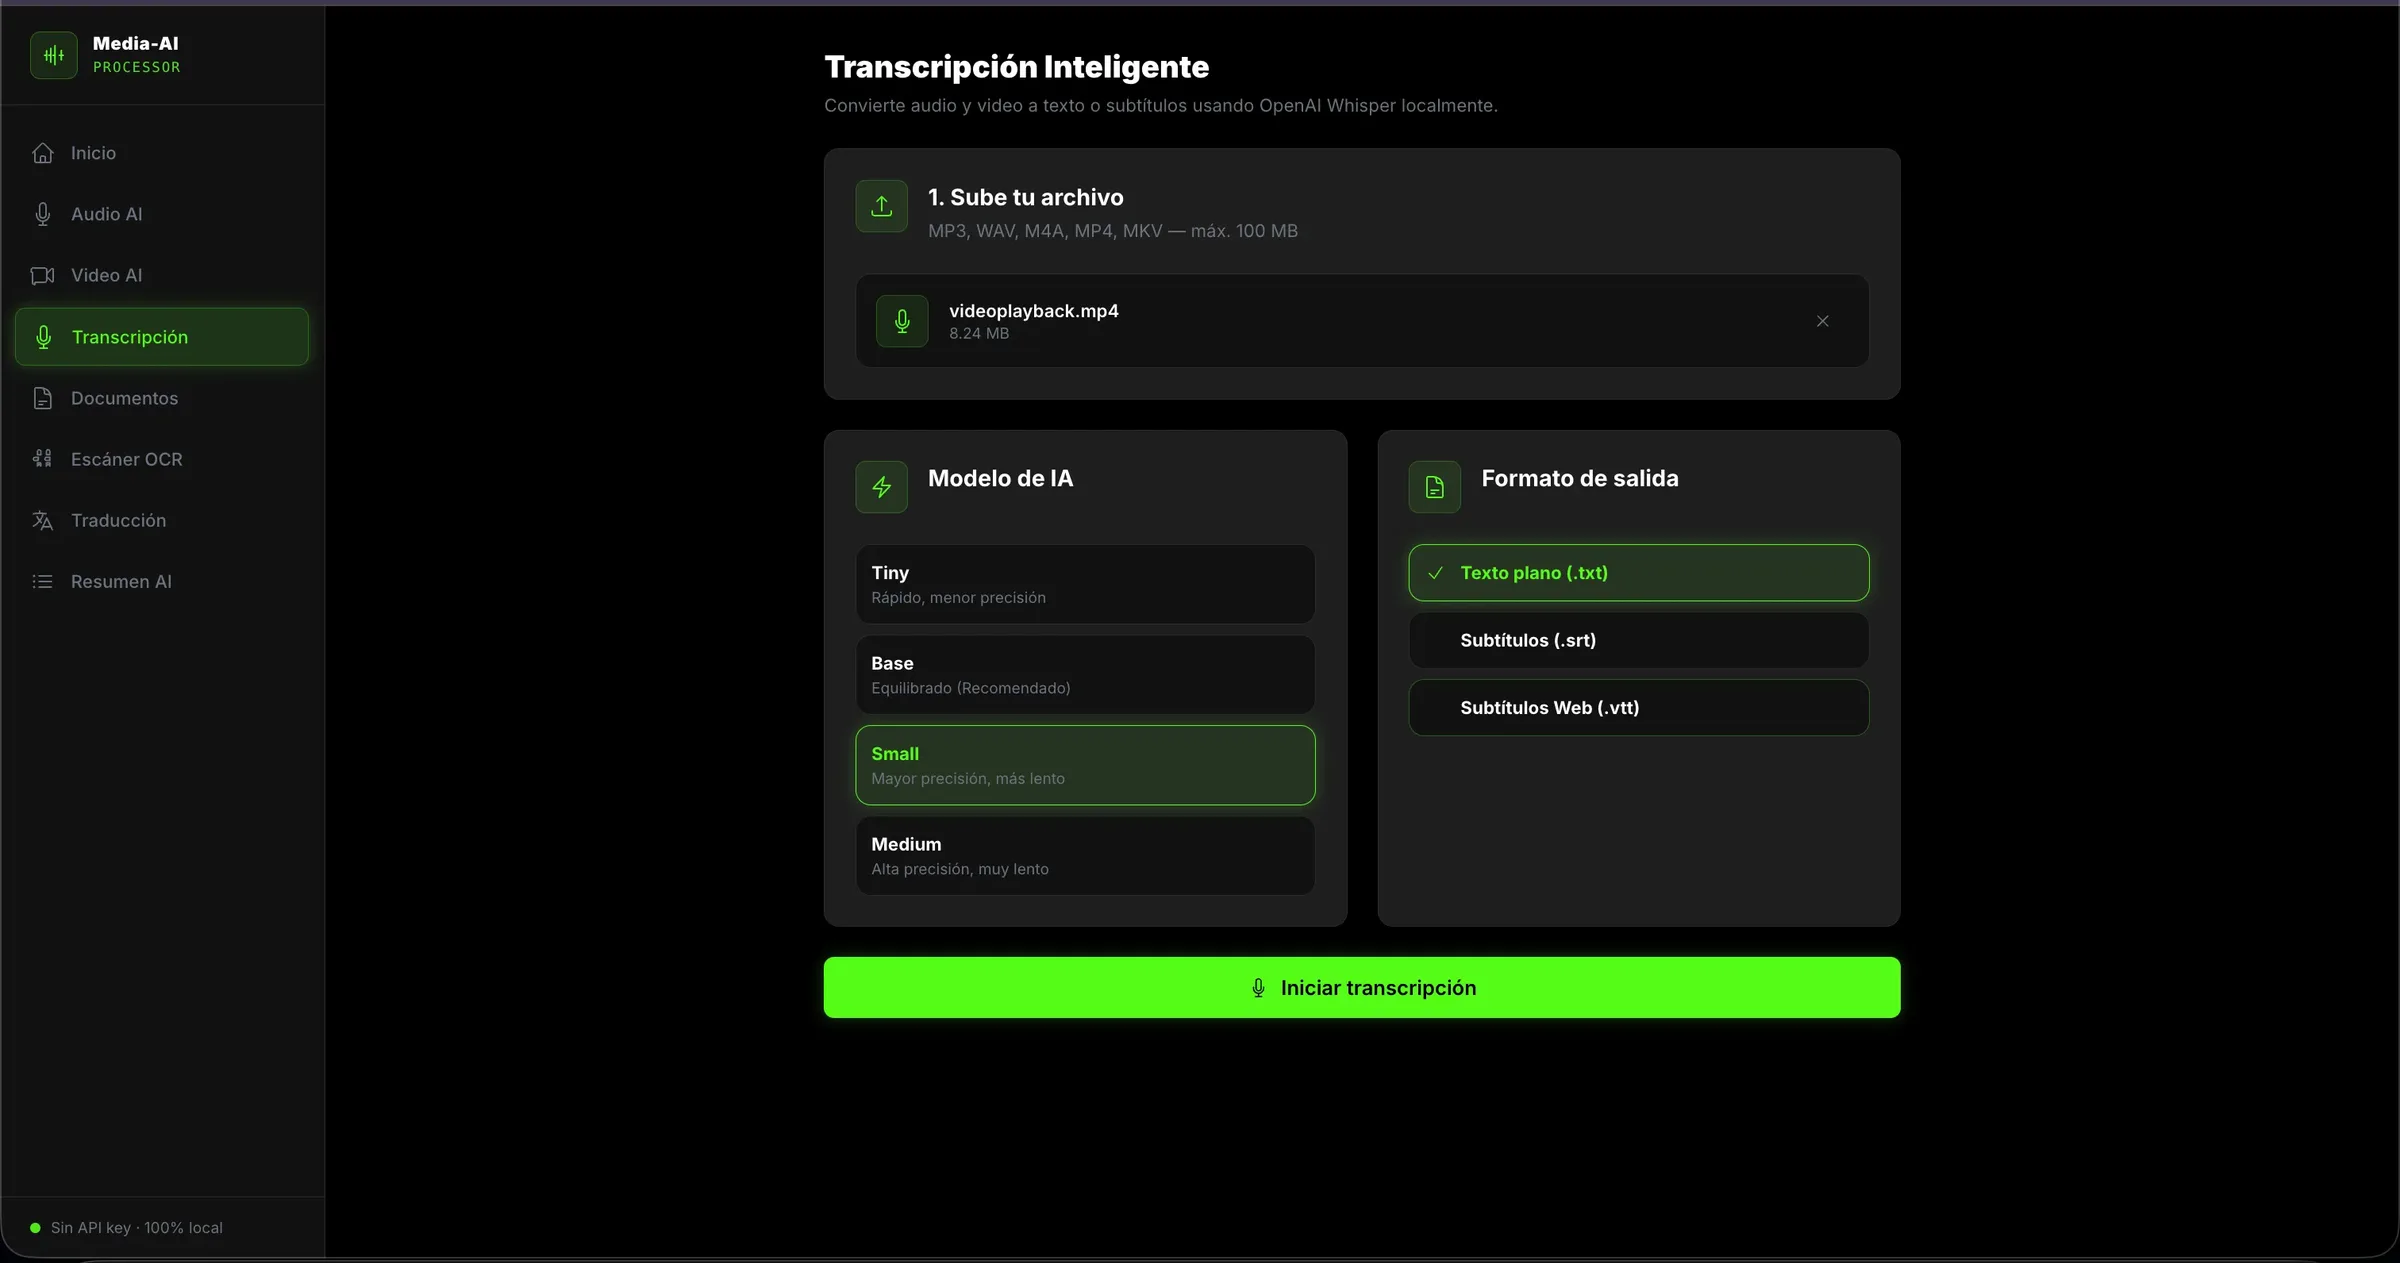 Media-AI
PROCESSOR
Inicio
Audio AI
Video AI
Transcripción
Documentos
Escáner OCR
Traducción
Resumen AI
Sin API key · 100% local
Transcripción Inteligente
Convierte audio y video a texto o subtítulos usando OpenAI Whisper localmente.
1. Sube tu archivo
MP3, WAV, M4A, MP4, MKV — máx. 100 MB
videoplayback.mp4
8.24 MB
Modelo de IA
Tiny
Rápido, menor precisión
Base
Equilibrado (Recomendado)
Small
Mayor precisión, más lento
Medium
Alta precisión, muy lento
Formato de salida
Texto plano (.txt)
Subtítulos (.srt)
Subtítulos Web (.vtt)
Iniciar transcripción